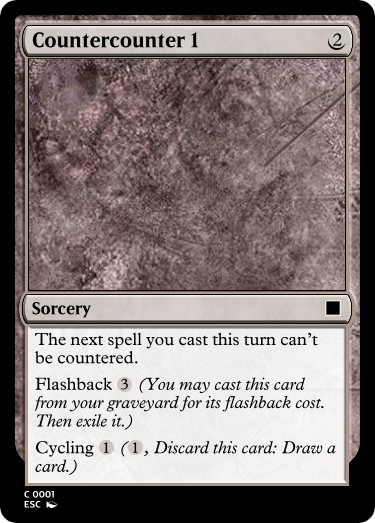 Countercounter 1 2
Sorcery
The next spell you cast this turn can't
be countered.
Flashback 3 (You may cast this card
from your graveyard for its flashback cost.
Then exile it.)
Cycling 1 (1, Discard this card: Draw a
card.)
C 0001
ESC